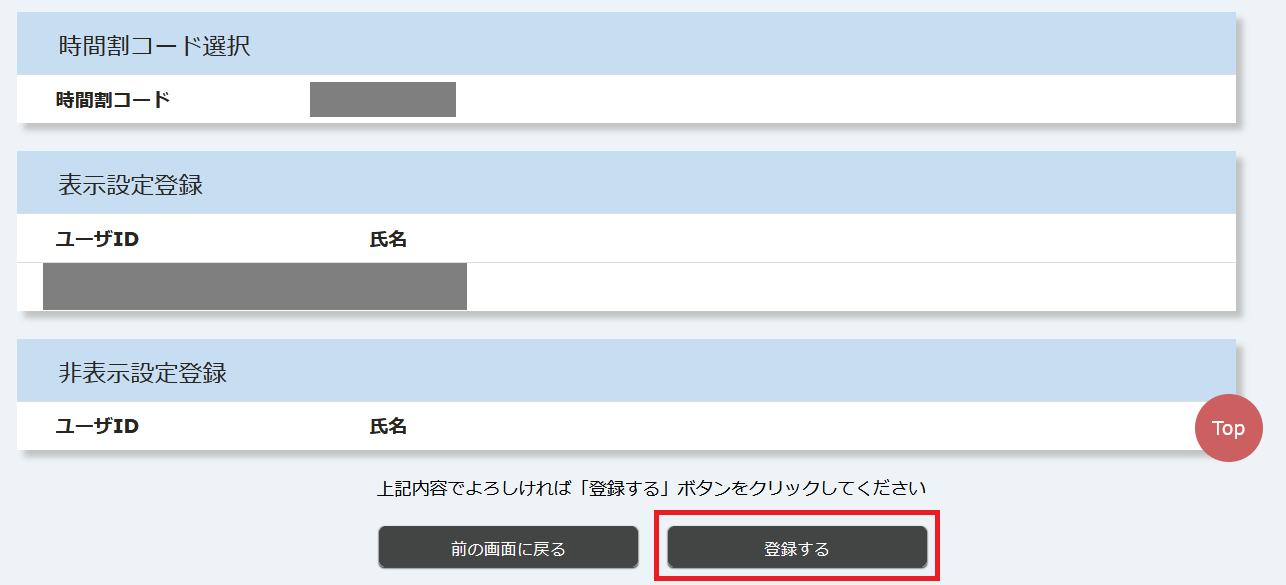 時間割コード選択
時間割コード
表示設定登録
ユーザID 氏名
非表示設定登録
ユーザID 氏名
Top
上記内容でよろしければ「登録する」ボタンをクリックしてください
前の画面に戻る 登録する